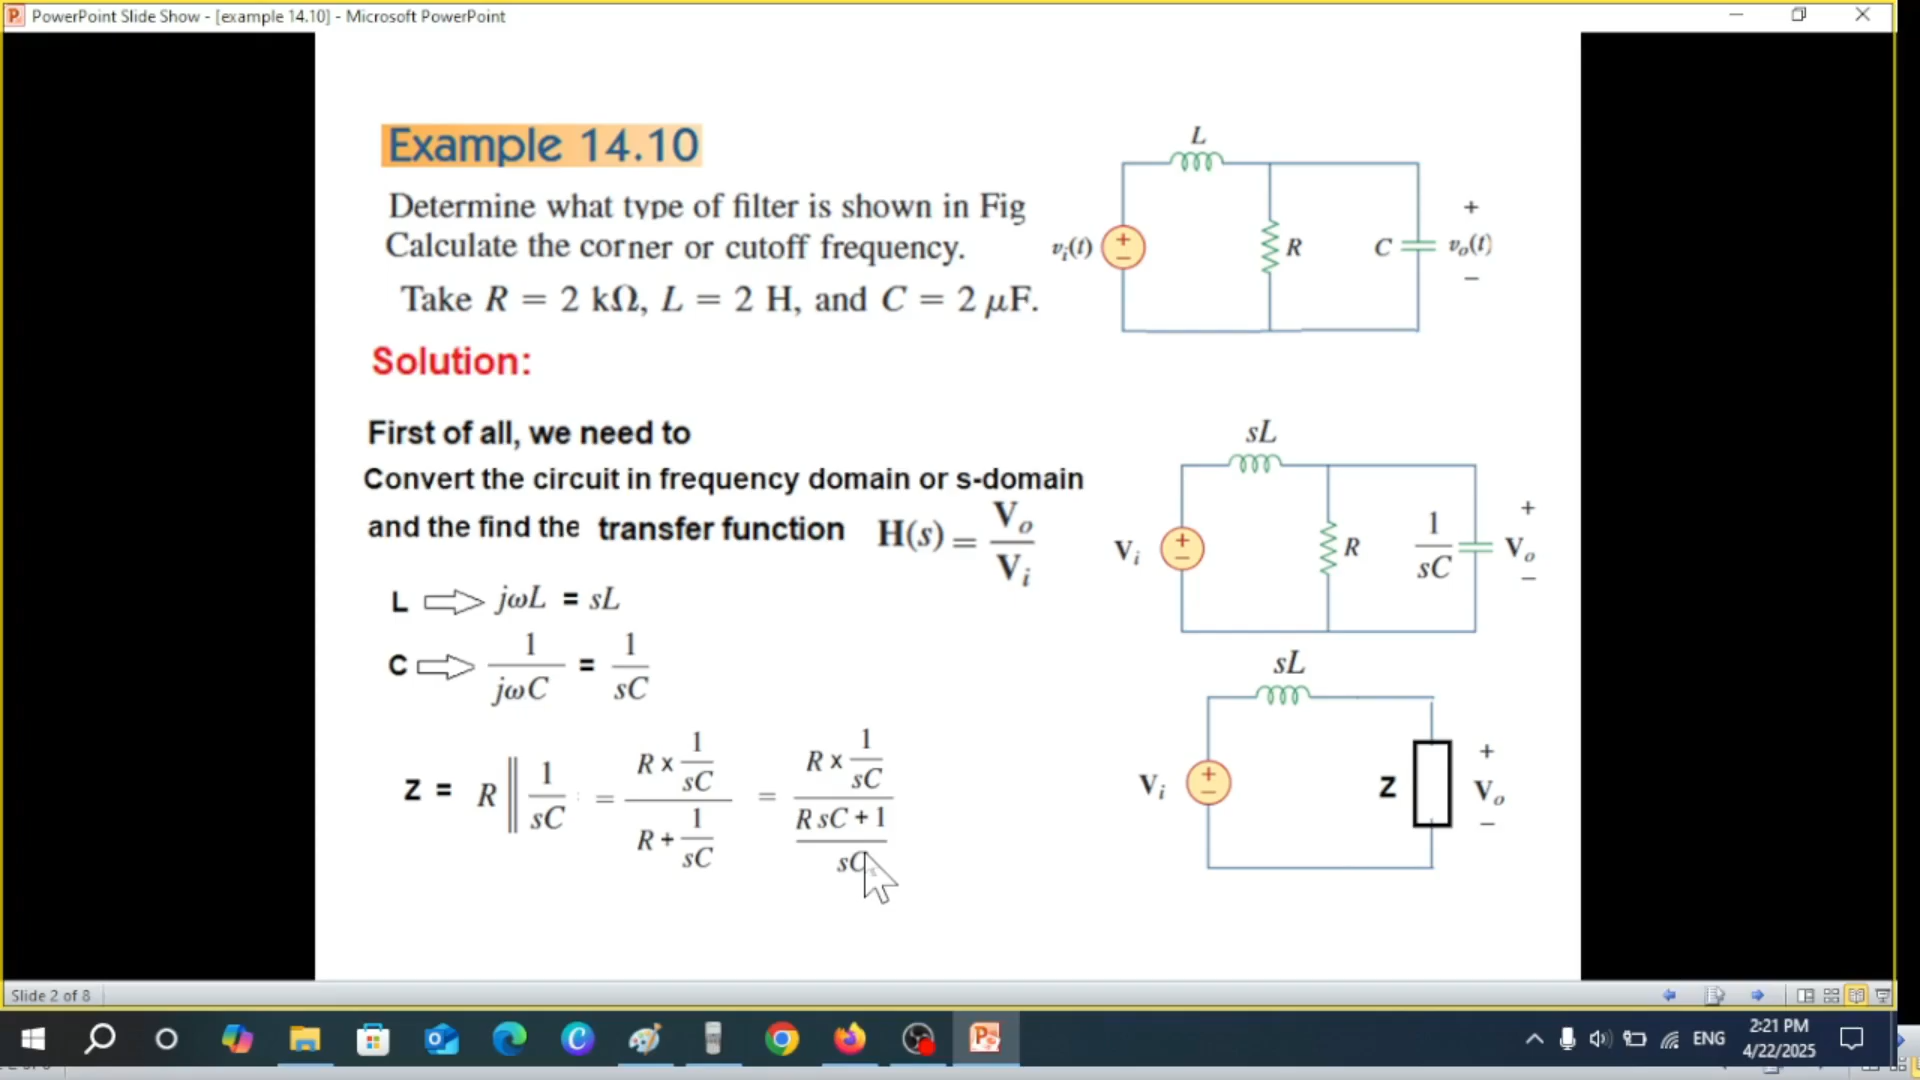 PowerPoint Slide Show - [example 14.10] - Microsoft PowerPoint
Example 14.10
Determine what type of filter is shown in Fig
Calculate the corner or cutoff frequency.
Take R = 2 kΩ, L = 2 H, and C = 2 μF.
L
vi(t) + − R C + vo(t) −
Solution:
First of all, we need to
Convert the circuit in frequency domain or s-domain
and the find the transfer function H(s) = Vo / Vi
sL
Vi + − R 1/sC + Vo −
L ⇨ jωL = sL
C ⇨ 1/jωC = 1/sC
sL
Vi + − Z + Vo −
Z = R ‖ 1/sC = (R x 1/sC) / (R + 1/sC) = (R x 1/sC) / ((R sC + 1) / sC)
Slide 2 of 8
ENG
2:21 PM
4/22/2025